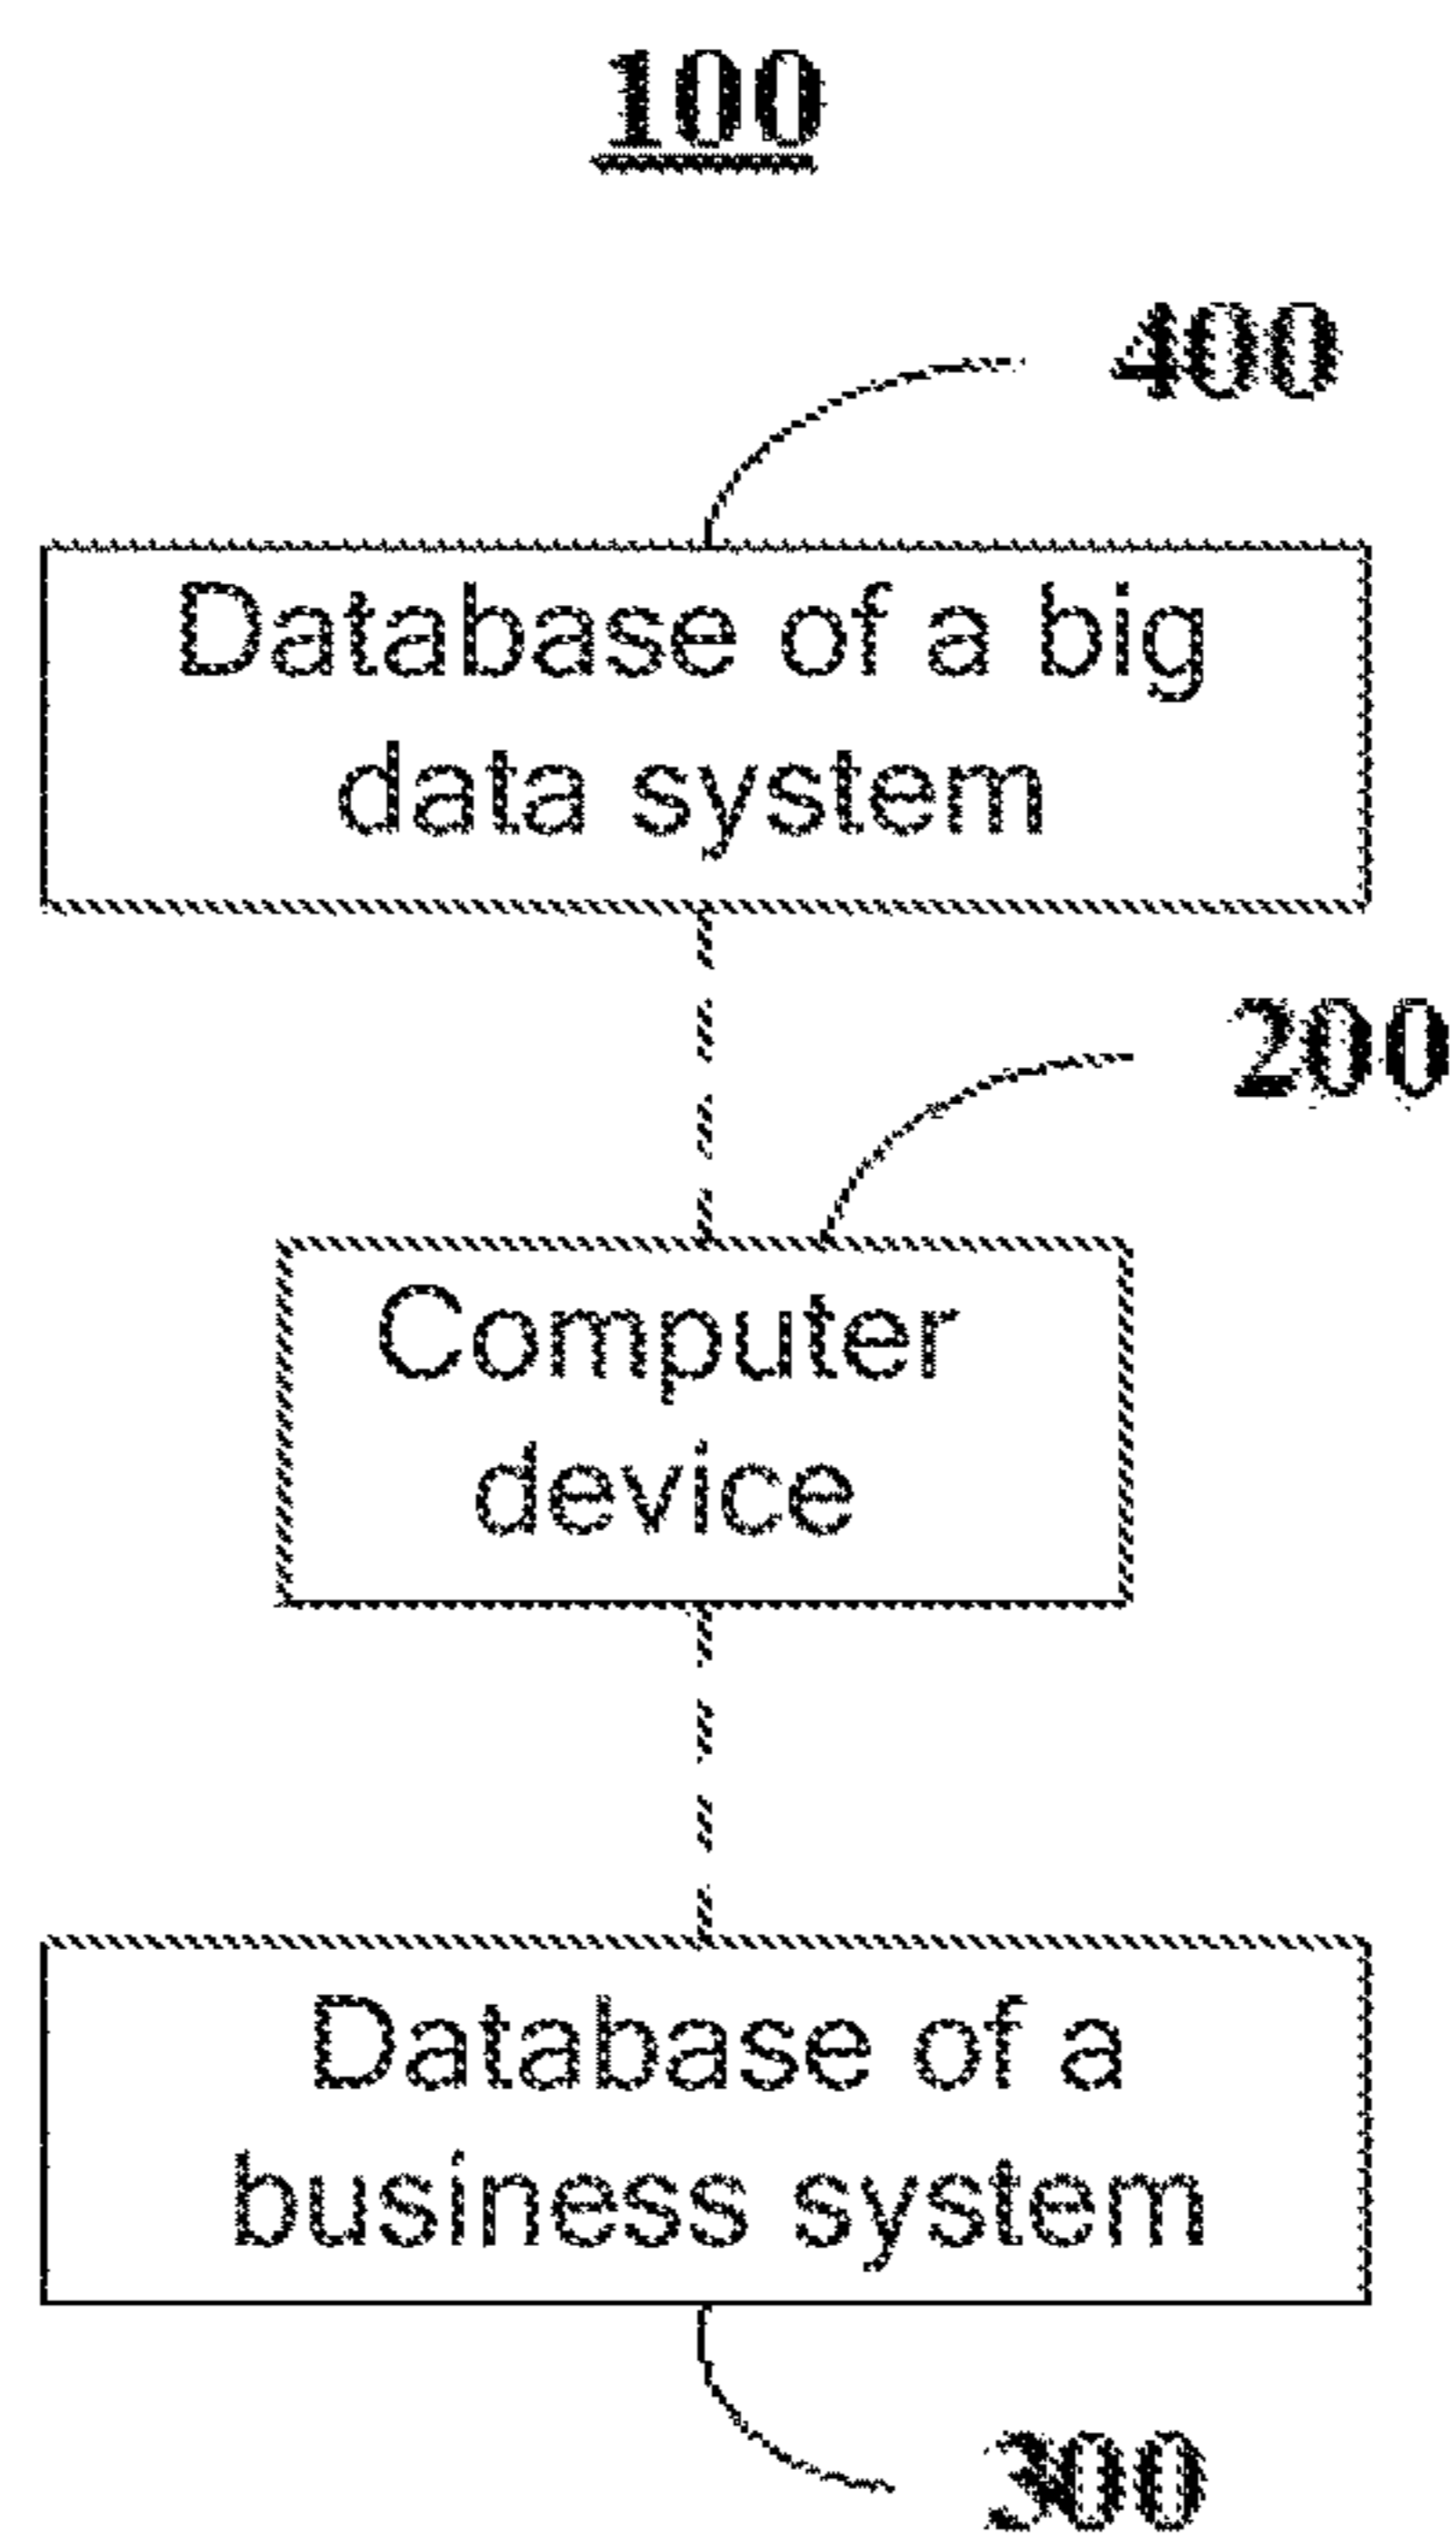 100
400
Database of a big
data system
200
Computer
device
Database of a
business system
300